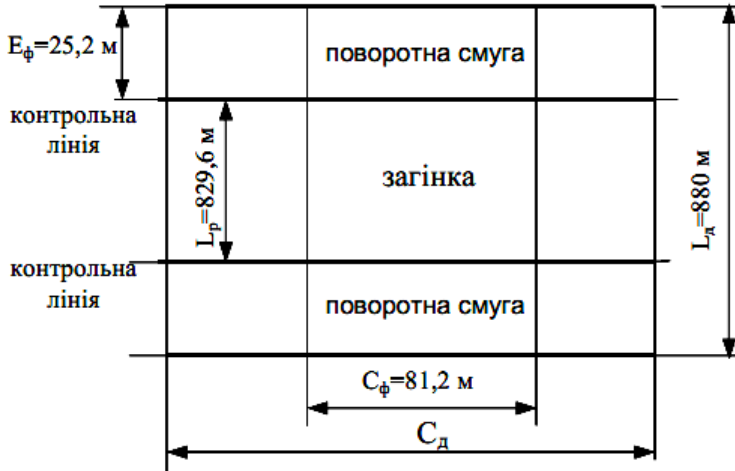 Eф=25,2 м
поворотна смуга
контрольна
лінія
Lр=829,6 м
загінка
Lд=880 м
контрольна
лінія
поворотна смуга
Cф=81,2 м
Cд